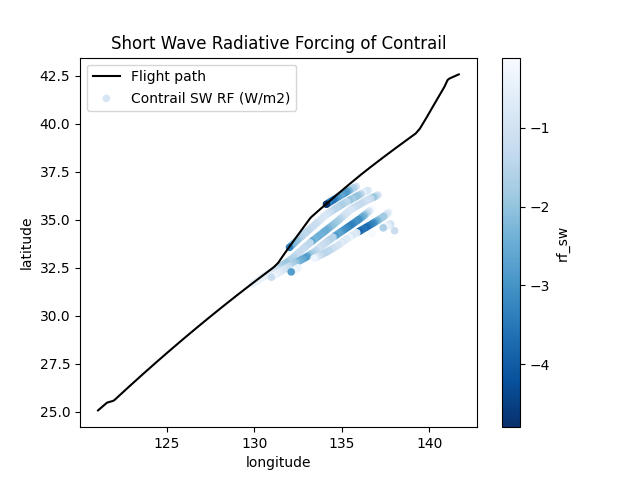 Short Wave Radiative Forcing of Contrail
Flight path
Contrail SW RF (W/m2)
42.5
40.0
37.5
35.0
32.5
30.0
27.5
25.0
latitude
125
130
135
140
longitude
−1
−2
−3
−4
rf_sw